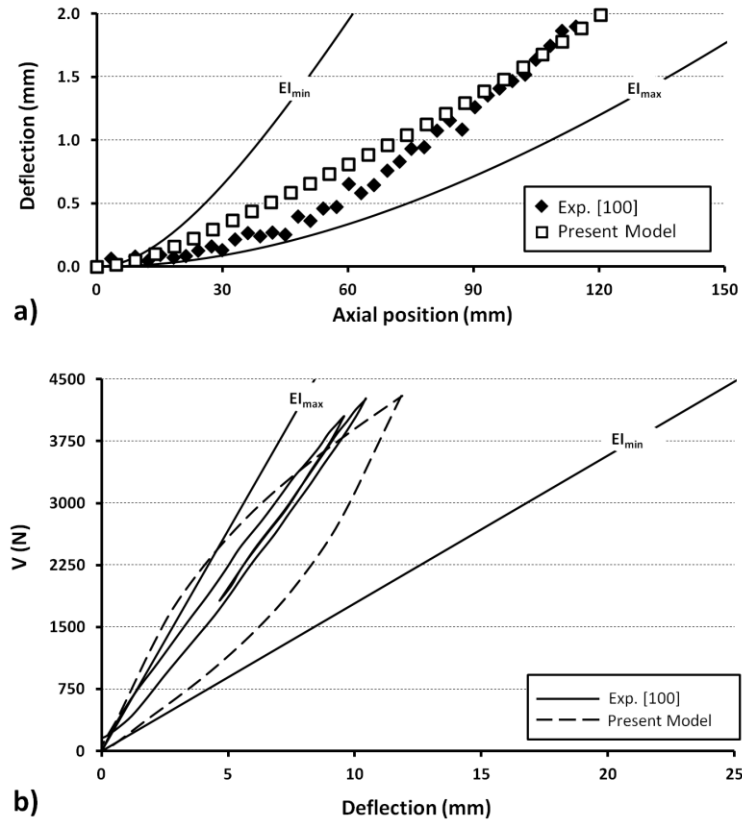 2.0
1.5
1.0
0.5
0.0
Deflection (mm)
EImin
EImax
Exp. [100]
Present Model
0 30 60 90 120 150
Axial position (mm)
a)
4500
3750
3000
2250
1500
750
0
V (N)
EImax
EImin
Exp. [100]
Present Model
0 5 10 15 20 25
Deflection (mm)
b)